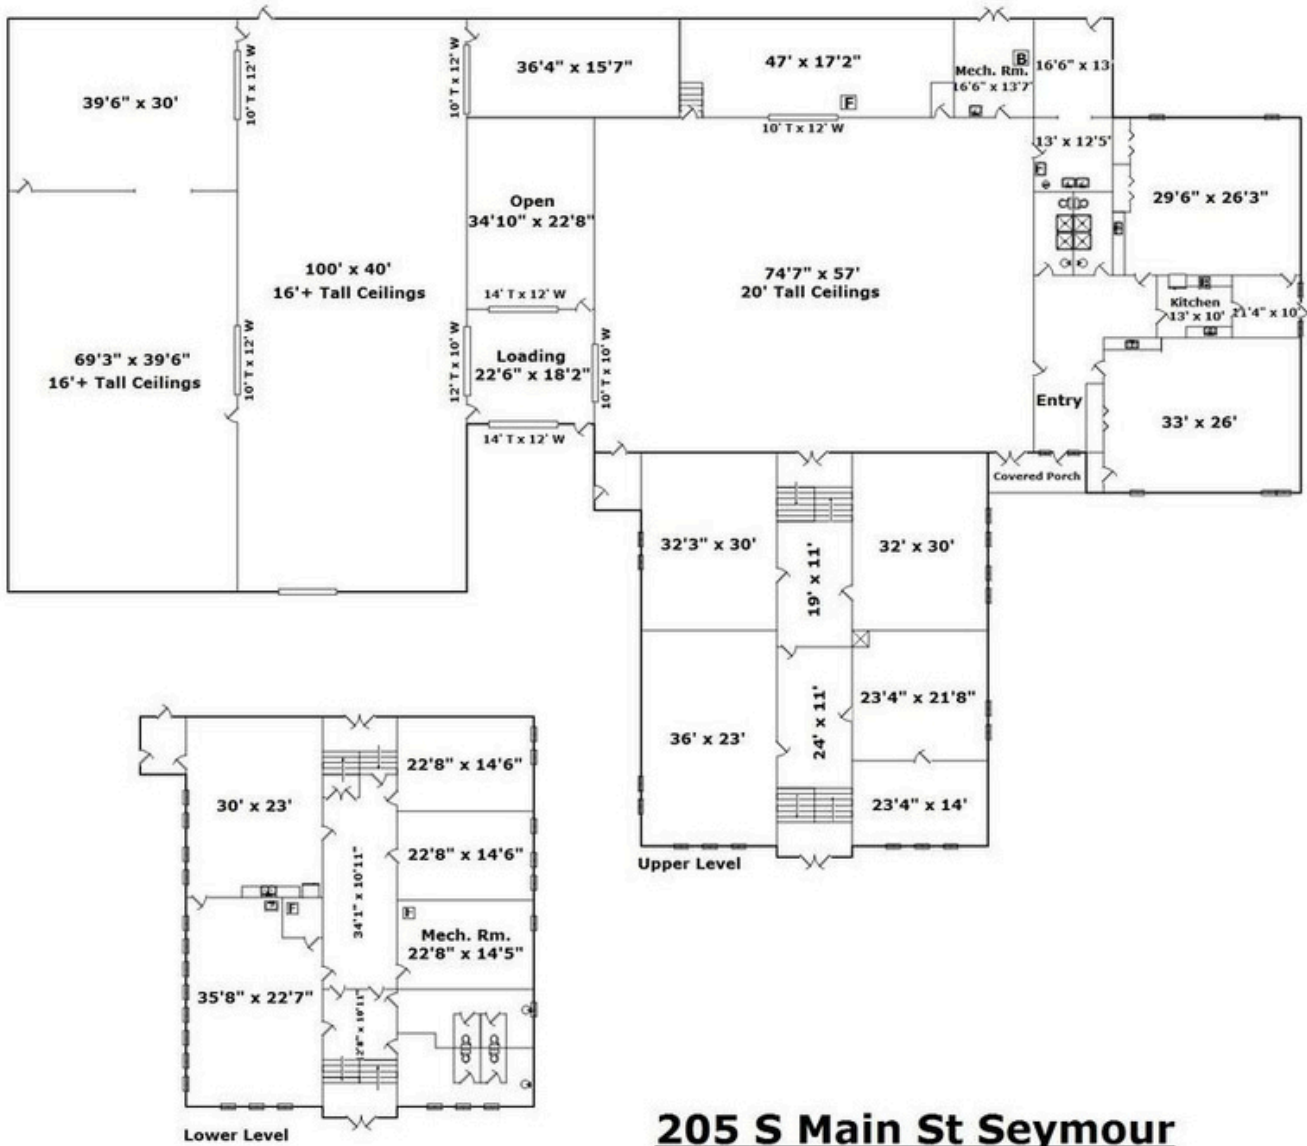 39'6" x 30'
10' T x 12' W
10' T x 12' W
36'4" x 15'7"
47' x 17'2"
F
10' T x 12' W
B
Mech. Rm.
16'6" x 13'7"
16'6" x 13
13' x 12'5'
29'6" x 26'3"
Open
34'10" x 22'8"
14' T x 12' W
100' x 40'
16'+ Tall Ceilings
74'7" x 57'
20' Tall Ceilings
Kitchen
13' x 10'
11'4" x 10'
69'3" x 39'6"
16'+ Tall Ceilings
10' T x 12' W
12' T x 10' W
Loading
22'6" x 18'2"
10' T x 10' W
14' T x 12' W
Entry
33' x 26'
Covered Porch
32'3" x 30'
19' x 11'
32' x 30'
36' x 23'
24' x 11'
23'4" x 21'8"
23'4" x 14'
Upper Level
30' x 23'
22'8" x 14'6"
22'8" x 14'6"
34'1" x 10'11"
F
F
Mech. Rm.
22'8" x 14'5"
35'8" x 22'7"
Lower Level
205 S Main St Seymour